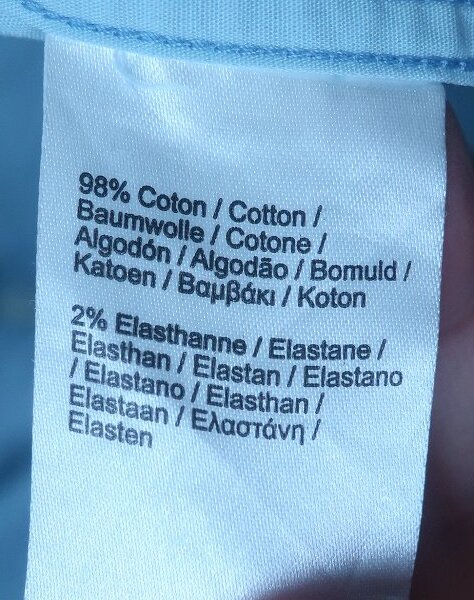 98% Coton / Cotton /
Baumwolle / Cotone /
Algodón / Algodão / Bomuld /
Katoen / Βαμβάκι / Koton
2% Elasthanne / Elastane /
Elasthan / Elastan / Elastano
/ Elastano / Elasthan /
Elastaan / Ελαστάνη /
Elasten